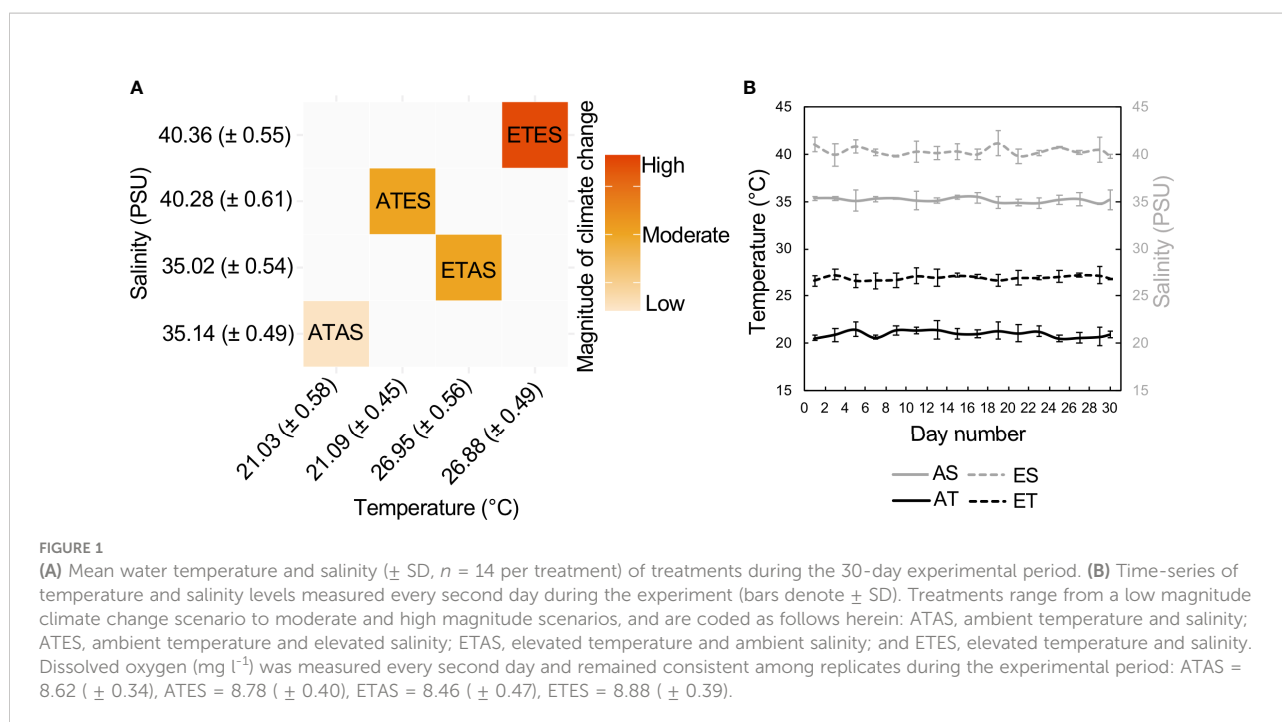 A
Salinity (PSU)
40.36 (± 0.55)
40.28 (± 0.61)
35.02 (± 0.54)
35.14 (± 0.49)
ETES
ATES
ETAS
ATAS
21.03 (± 0.58)
21.09 (± 0.45)
26.95 (± 0.56)
26.88 (± 0.49)
Temperature (°C)
Magnitude of climate change
High
Moderate
Low
B
Temperature (°C)
45
40
35
30
25
20
15
45
40
35
30
25
20
15
Salinity (PSU)
0 2 4 6 8 10 12 14 16 18 20 22 24 26 28 30
Day number
AS ES
AT ET
FIGURE 1
(A) Mean water temperature and salinity (± SD, n = 14 per treatment) of treatments during the 30-day experimental period. (B) Time-series of
temperature and salinity levels measured every second day during the experiment (bars denote ± SD). Treatments range from a low magnitude
climate change scenario to moderate and high magnitude scenarios, and are coded as follows herein: ATAS, ambient temperature and salinity;
ATES, ambient temperature and elevated salinity; ETAS, elevated temperature and ambient salinity; and ETES, elevated temperature and salinity.
Dissolved oxygen (mg l⁻¹) was measured every second day and remained consistent among replicates during the experimental period: ATAS =
8.62 ( ± 0.34), ATES = 8.78 ( ± 0.40), ETAS = 8.46 ( ± 0.47), ETES = 8.88 ( ± 0.39).